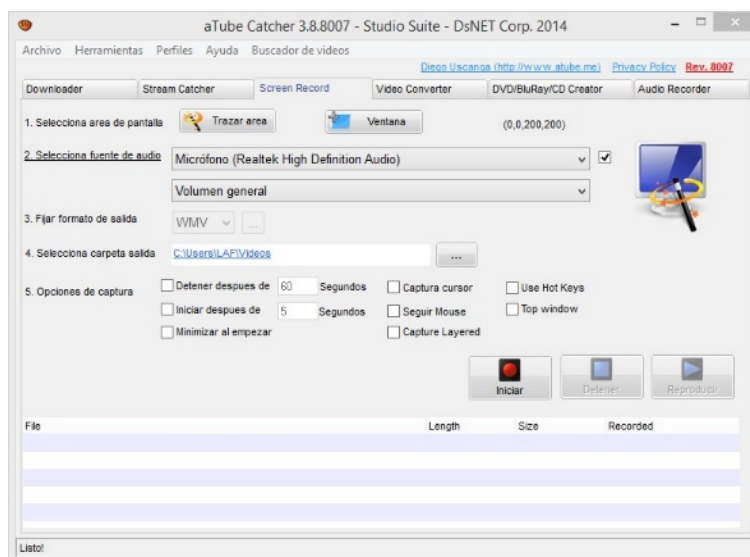 aTube Catcher 3.8.8007 - Studio Suite - DsNET Corp. 2014
Archivo Herramientas Perfiles Ayuda Buscador de videos
Diego Uscanga (http://www.atube.me) Privacy Policy Rev. 8007
Downloader Stream Catcher Screen Record Video Converter DVD/BluRay/CD Creator Audio Recorder
1. Selecciona area de pantalla Trazar area Ventana (0,0,200,200)
2. Selecciona fuente de audio Micrófono (Realtek High Definition Audio)
Volumen general
3. Fijar formato de salida WMV ...
4. Selecciona carpeta salida C:\Users\LAF\Videos ...
5. Opciones de captura Detener despues de 60 Segundos Captura cursor Use Hot Keys
Iniciar despues de 5 Segundos Seguir Mouse Top window
Minimizar al empezar Capture Layered
Iniciar Detener Reproducir
File Length Size Recorded
Listo!